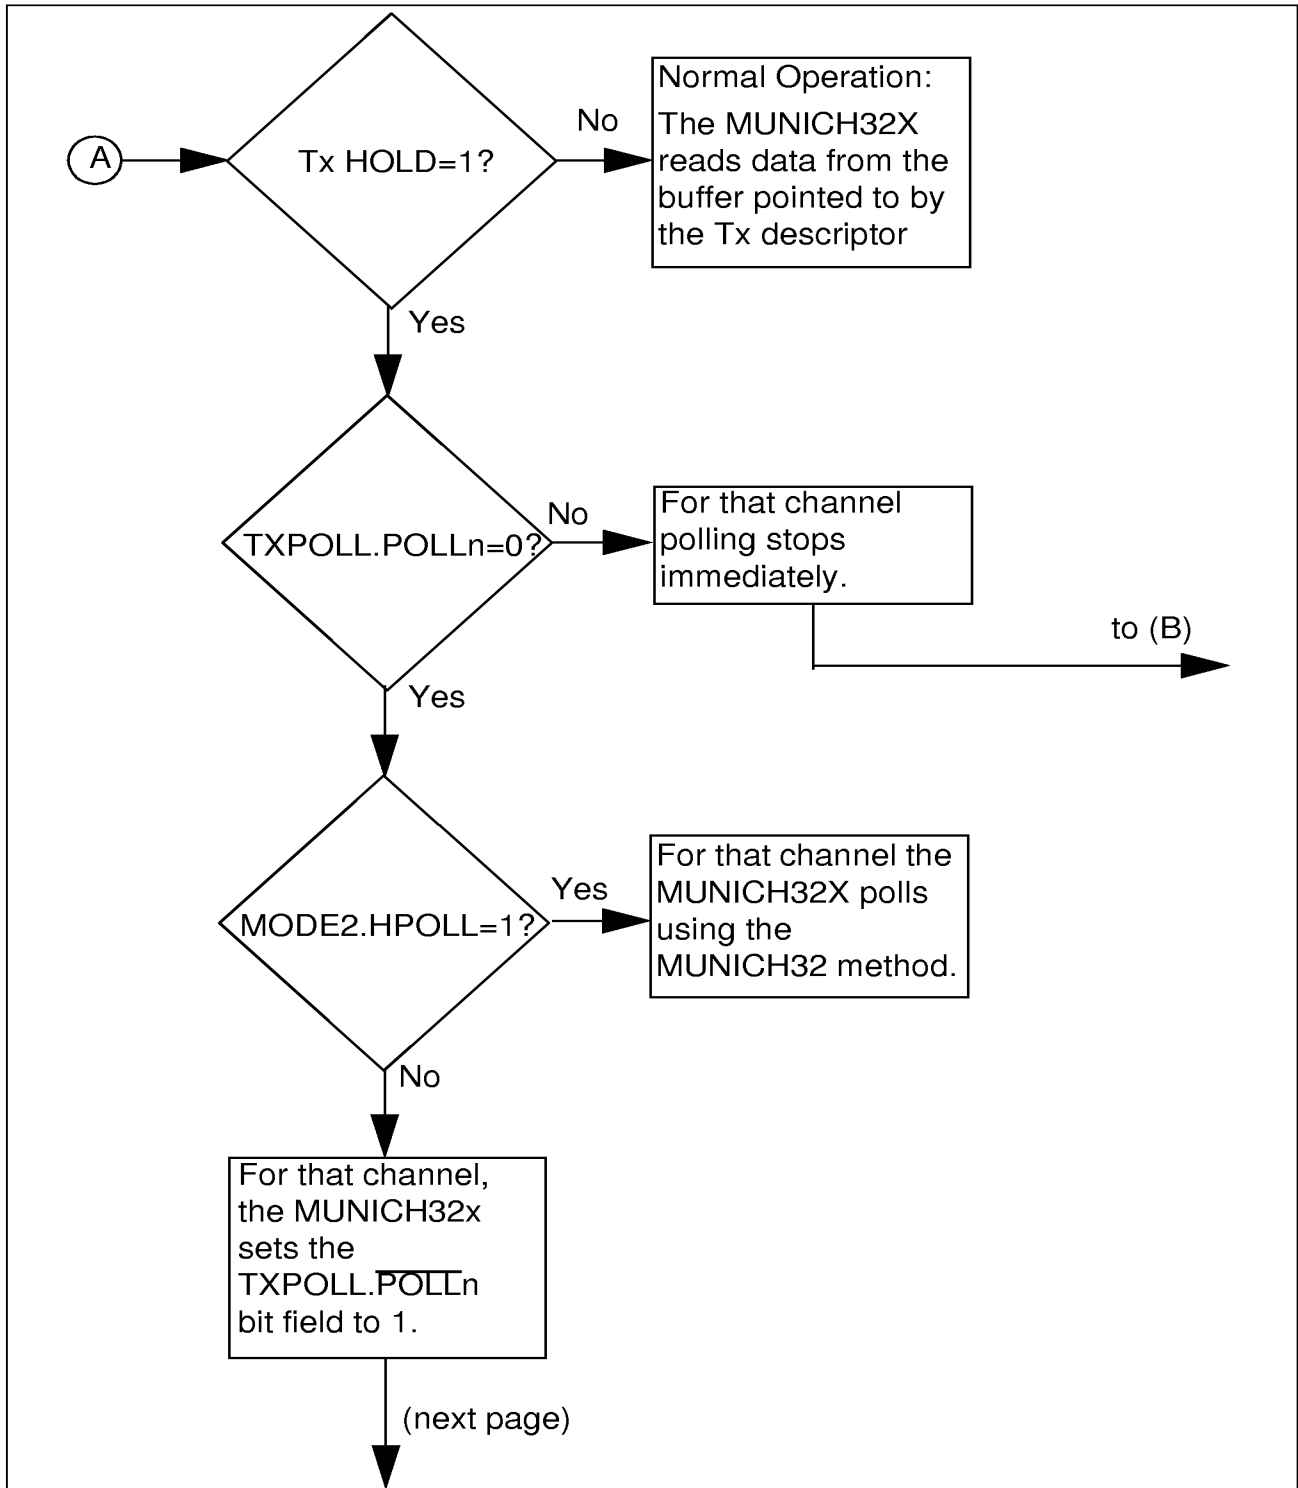 A
Tx HOLD=1?
No
Normal Operation:
The MUNICH32X
reads data from the
buffer pointed to by
the Tx descriptor
Yes
TXPOLL.POLLn=0?
No
For that channel
polling stops
immediately.
to (B)
Yes
MODE2.HPOLL=1?
Yes
For that channel the
MUNICH32X polls
using the
MUNICH32 method.
No
For that channel,
the MUNICH32x
sets the
TXPOLL.P̅O̅L̅L̅n
bit field to 1.
(next page)